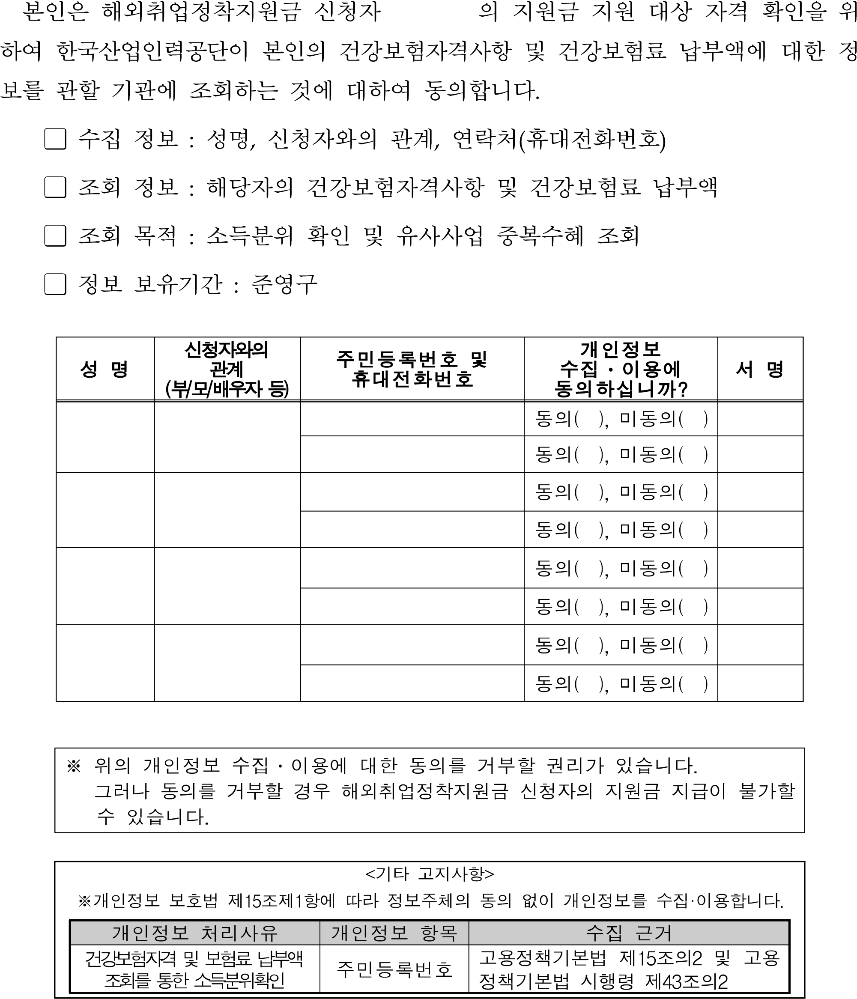 본인은 해외취업정착지원금 신청자 의 지원금 지원 대상 자격 확인을 위
하여 한국산업인력공단이 본인의 건강보험자격사항 및 건강보험료 납부액에 대한 정
보를 관할 기관에 조회하는 것에 대하여 동의합니다.
□ 수집 정보 : 성명, 신청자와의 관계, 연락처(휴대전화번호)
□ 조회 정보 : 해당자의 건강보험자격사항 및 건강보험료 납부액
□ 조회 목적 : 소득분위 확인 및 유사사업 중복수혜 조회
□ 정보 보유기간 : 준영구
성 명
신청자와의
관계
(부/모/배우자 등)
주민등록번호 및
휴대전화번호
개인정보
수집·이용에
동의하십니까?
서 명
동의( ), 미동의( )
동의( ), 미동의( )
동의( ), 미동의( )
동의( ), 미동의( )
동의( ), 미동의( )
동의( ), 미동의( )
동의( ), 미동의( )
동의( ), 미동의( )
※ 위의 개인정보 수집·이용에 대한 동의를 거부할 권리가 있습니다.
그러나 동의를 거부할 경우 해외취업정착지원금 신청자의 지원금 지급이 불가할
수 있습니다.
<기타 고지사항>
※개인정보 보호법 제15조제1항에 따라 정보주체의 동의 없이 개인정보를 수집·이용합니다.
개인정보 처리사유
개인정보 항목
수집 근거
건강보험자격 및 보험료 납부액
조회를 통한 소득분위확인
주민등록번호
고용정책기본법 제15조의2 및 고용
정책기본법 시행령 제43조의2